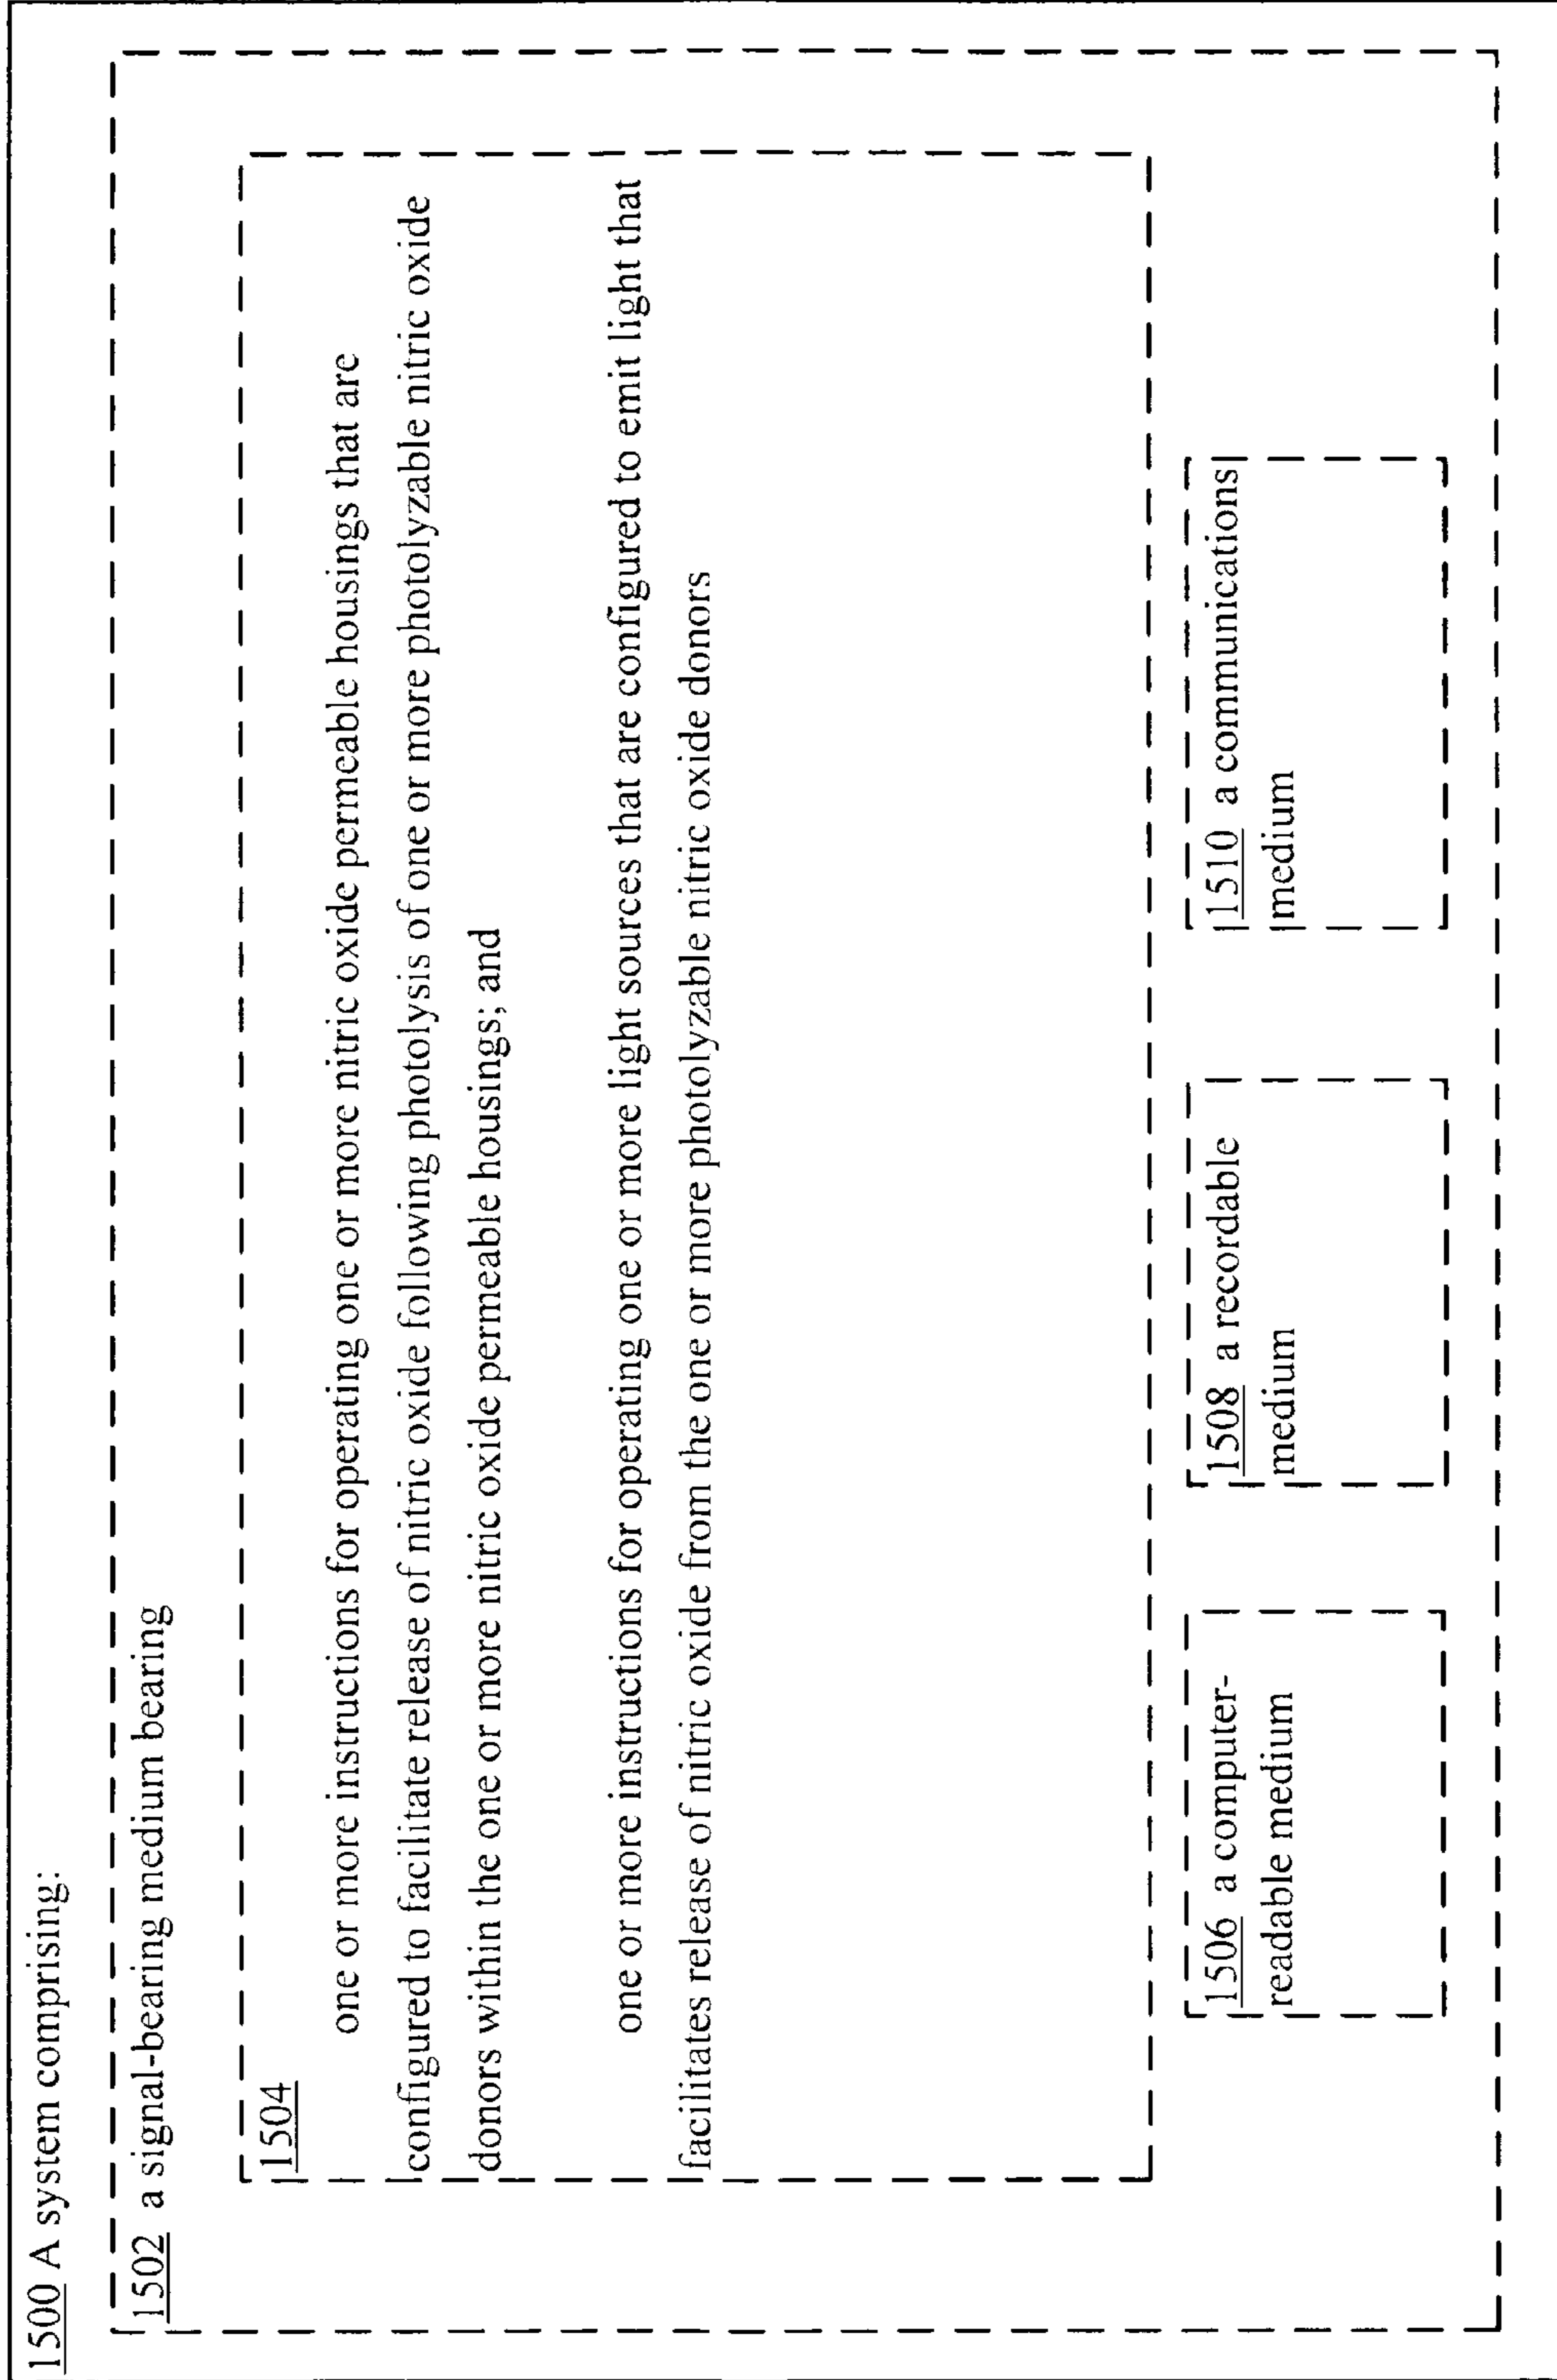 1500 A system comprising:
1502 a signal-bearing medium bearing
1504
one or more instructions for operating one or more nitric oxide permeable housings that are
configured to facilitate release of nitric oxide following photolysis of one or more photolyzable nitric oxide
donors within the one or more nitric oxide permeable housings; and
one or more instructions for operating one or more light sources that are configured to emit light that
facilitates release of nitric oxide from the one or more photolyzable nitric oxide donors
1506 a computer-
readable medium
1508 a recordable
medium
1510 a communications
medium